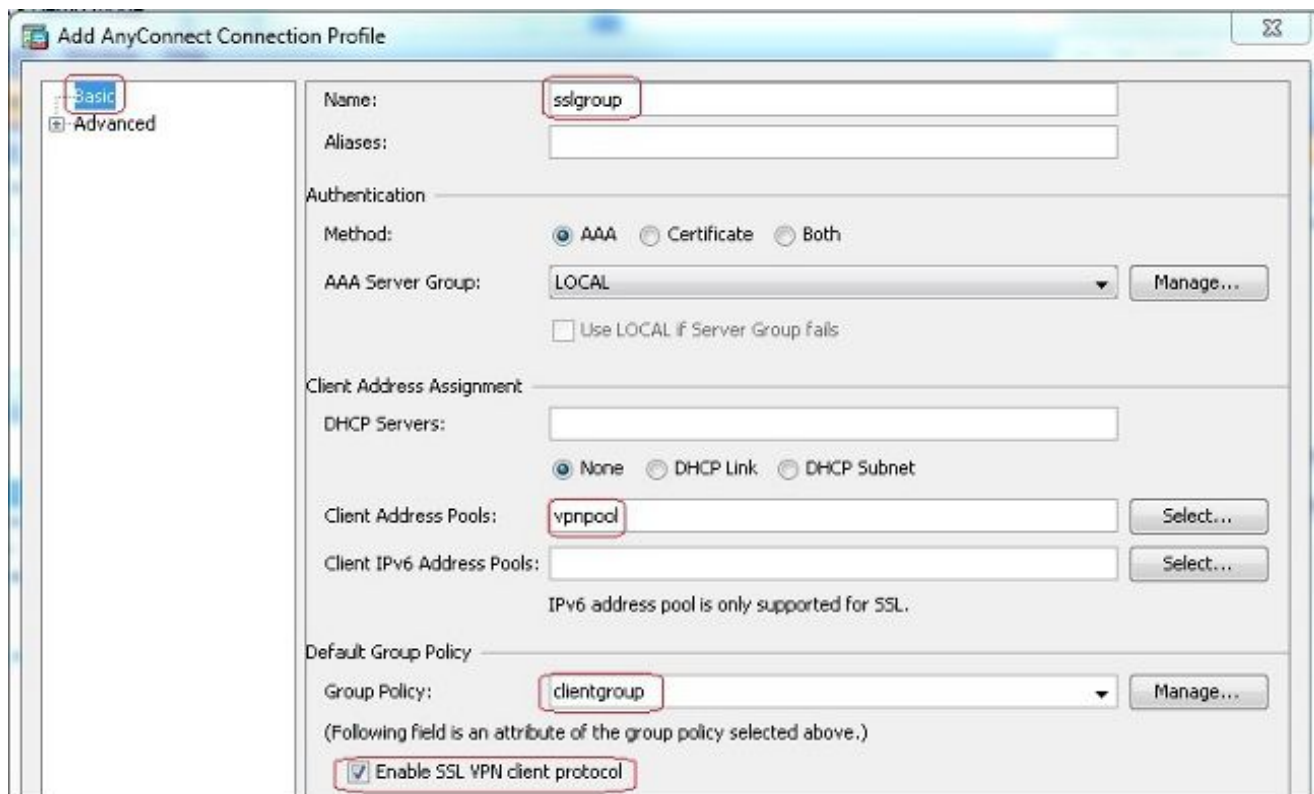 Add AnyConnect Connection Profile
Basic
Advanced
Name: sslgroup
Aliases:
Authentication
Method: AAA Certificate Both
AAA Server Group: LOCAL Manage...
Use LOCAL if Server Group fails
Client Address Assignment
DHCP Servers:
None DHCP Link DHCP Subnet
Client Address Pools: vpnpool Select...
Client IPv6 Address Pools: Select...
IPv6 address pool is only supported for SSL.
Default Group Policy
Group Policy: clientgroup Manage...
(Following field is an attribute of the group policy selected above.)
Enable SSL VPN client protocol